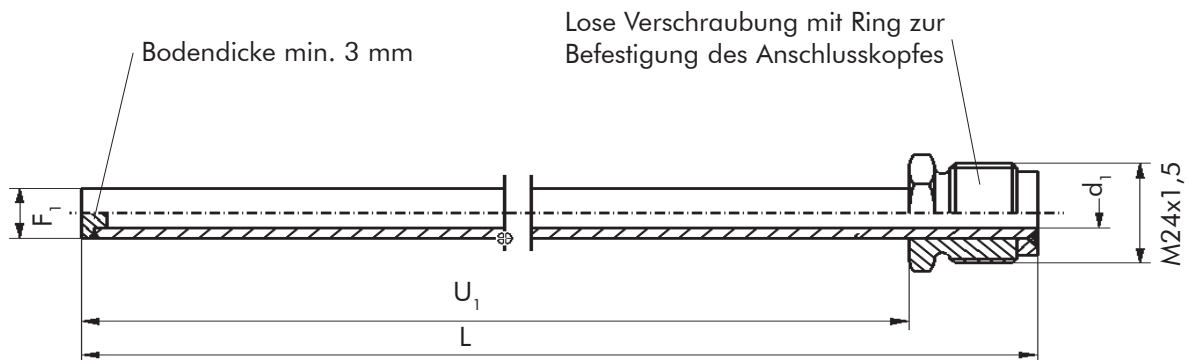 Lose Verschraubung mit Ring zur
Befestigung des Anschlusskopfes
Bodendicke min. 3 mm
F₁
d₁
M24x1,5
U₁
L